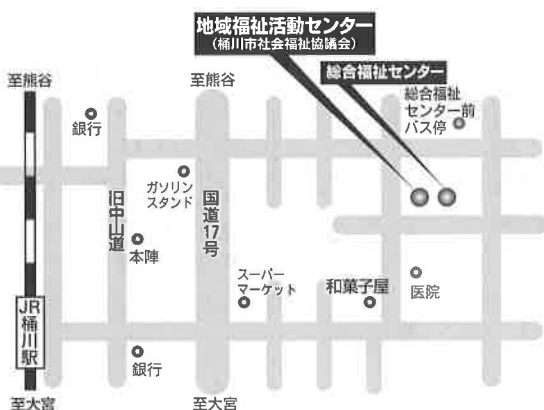 地域福祉活動センター
(桶川市社会福祉協議会)
総合福祉センター
至熊谷
至熊谷
総合福祉
センター前
バス停
銀行
ガソリン
スタンド
旧中山道
国道17号
本陣
スーパー
マーケット
和菓子屋
医院
JR
桶川駅
銀行
至大宮
至大宮